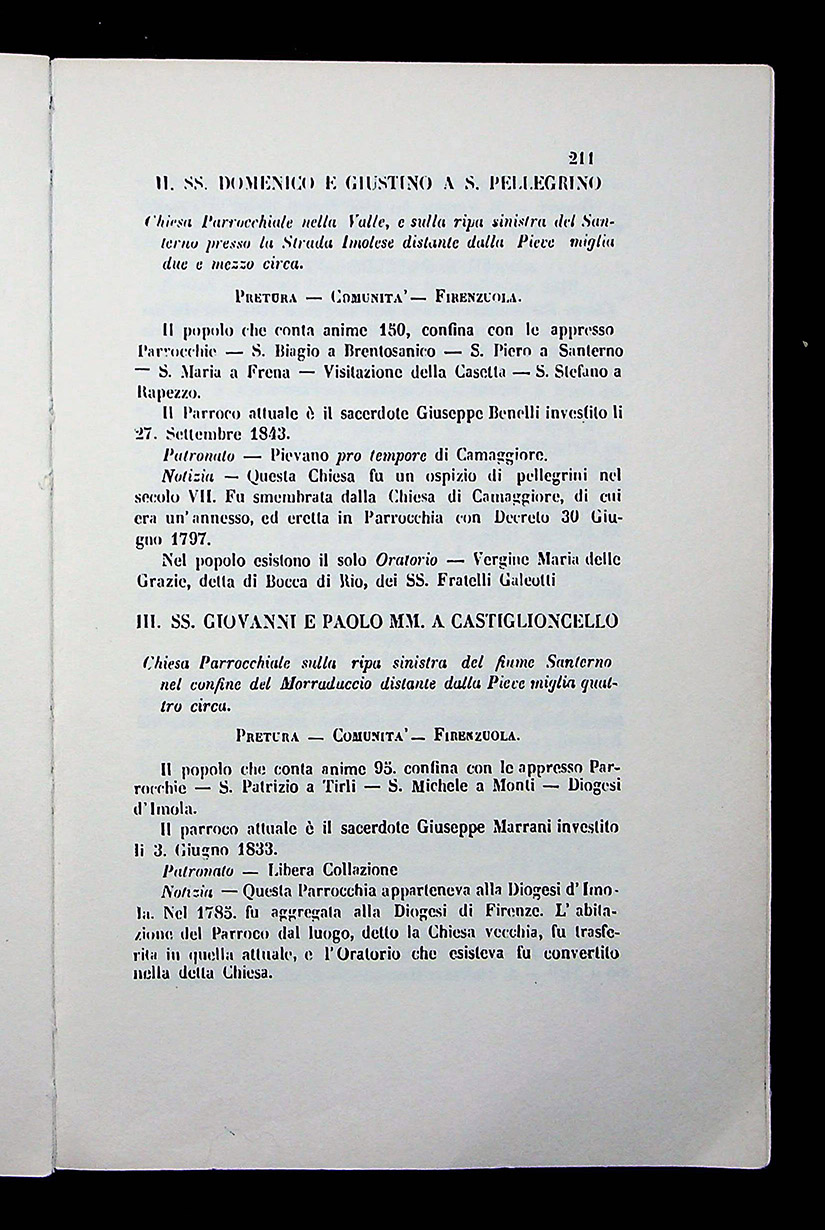 211
II. SS. DOMENICO E GIUSTINO A S. PELLEGRINO
Chiesa Parrocchiale nella Valle, e sulla ripa sinistra del San-
terno presso la Strada Imolese distante dalla Pieve miglia
due e mezzo circa.
PRETURA — COMUNITA' — FIRENZUOLA.
Il popolo che conta anime 150, confina con le appresso
Parrocchie — S. Biagio a Brentosanico — S. Piero a Santerno
— S. Maria a Frena — Visitazione della Casetta — S. Stefano a
Rapezzo.
Il Parroco attuale è il sacerdote Giuseppe Benelli investito li
27. Settembre 1843.
Patronato — Pievano pro tempore di Camaggiore.
Notizia — Questa Chiesa fu un ospizio di pellegrini nel
secolo VII. Fu smembrata dalla Chiesa di Camaggiore, di cui
era un'annesso, ed eretta in Parrocchia con Decreto 30 Giu-
gno 1797.
Nel popolo esistono il solo Oratorio — Vergine Maria delle
Grazie, detta di Bocca di Rio, dei SS. Fratelli Galeotti
III. SS. GIOVANNI E PAOLO MM. A CASTIGLIONCELLO
Chiesa Parrocchiale sulla ripa sinistra del fiume Santerno
nel confine del Morraduccio distante dalla Pieve miglia quat-
tro circa.
PRETURA — COMUNITA' — FIRENZUOLA.
Il popolo che conta anime 95. confina con le appresso Par-
rocchie — S. Patrizio a Tirli — S. Michele a Monti — Diogesi
d'Imola.
Il parroco attuale è il sacerdote Giuseppe Marrani investito
li 3. Giugno 1833.
Patronato — Libera Collazione
Notizia — Questa Parrocchia apparteneva alla Diogesi d'Imo-
la. Nel 1785. fu aggregata alla Diogesi di Firenze. L'abita-
zione del Parroco dal luogo, detto la Chiesa vecchia, fu trasfe-
rita in quella attuale, e l'Oratorio che esisteva fu convertito
nella detta Chiesa.